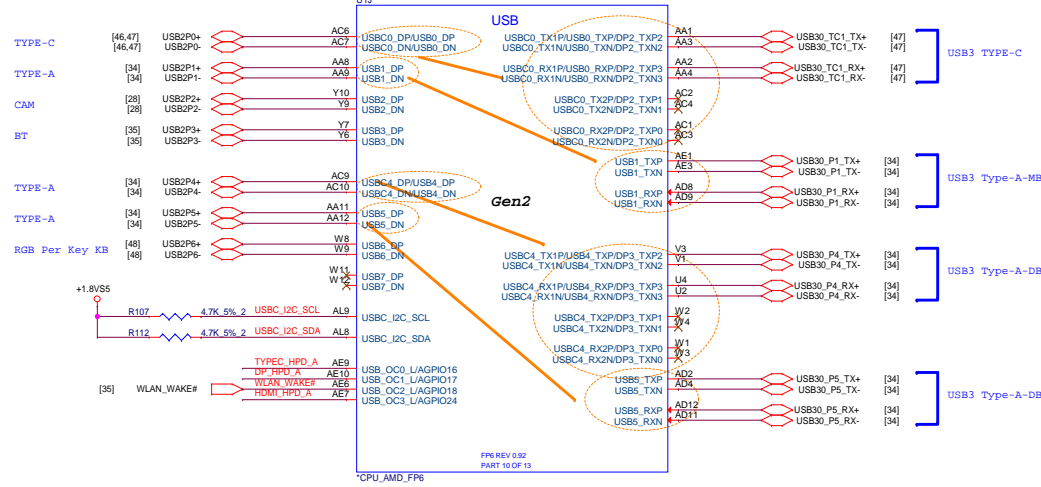 U13
USB
TYPE-C [46,47] USB2P0+ AC6 USBC0_DP/USB0_DP USBC0_TX1P/USB0_TXP/DP2_TXP2 AA1 USB30_TC1_TX+ [47]
[46,47] USB2P0- AC7 USBC0_DN/USB0_DN USBC0_TX1N/USB0_TXN/DP2_TXN2 AA3 USB30_TC1_TX- [47]
USB3 TYPE-C
TYPE-A [34] USB2P1+ AA8 USB1_DP USBC0_RX1P/USB0_RXP/DP2_TXP3 AA2 USB30_TC1_RX+ [47]
[34] USB2P1- AA9 USB1_DN USBC0_RX1N/USB0_RXN/DP2_TXN3 AA4 USB30_TC1_RX- [47]
CAM [28] USB2P2+ Y10 USB2_DP USBC0_TX2P/DP2_TXP1 AC2
[28] USB2P2- Y9 USB2_DN USBC0_TX2N/DP2_TXN1 AC4
BT [35] USB2P3+ Y7 USB3_DP USBC0_RX2P/DP2_TXP0 AC1
[35] USB2P3- Y6 USB3_DN USBC0_RX2N/DP2_TXN0 AC3
USB1_TXP AE1 USB30_P1_TX+ [34]
USB1_TXN AE3 USB30_P1_TX- [34]
USB3 Type-A-MB
TYPE-A [34] USB2P4+ AC9 USBC4_DP/USB4_DP
[34] USB2P4- AC10 USBC4_DN/USB4_DN
USB1_RXP AD8 USB30_P1_RX+ [34]
USB1_RXN AD9 USB30_P1_RX- [34]
Gen2
TYPE-A [34] USB2P5+ AA11 USB5_DP
[34] USB2P5- AA12 USB5_DN
RGB Per Key KB [48] USB2P6+ W8 USB6_DP
[48] USB2P6- W9 USB6_DN
USBC4_TX1P/USB4_TXP/DP3_TXP2 V3 USB30_P4_TX+ [34]
USBC4_TX1N/USB4_TXN/DP3_TXN2 V1 USB30_P4_TX- [34]
USB3 Type-A-DB
W11 USB7_DP
W12 USB7_DN
USBC4_RX1P/USB4_RXP/DP3_TXP3 U4 USB30_P4_RX+ [34]
USBC4_RX1N/USB4_RXN/DP3_TXN3 U2 USB30_P4_RX- [34]
+1.8VS5
R107 4.7K_5%_2 USBC_I2C_SCL AL9 USBC_I2C_SCL
USBC4_TX2P/DP3_TXP1 W2
USBC4_TX2N/DP3_TXN1 W4
R112 4.7K_5%_2 USBC_I2C_SDA AL8 USBC_I2C_SDA
USBC4_RX2P/DP3_TXP0 W1
USBC4_RX2N/DP3_TXN0 W3
TYPEC_HPD_A AE9 USB_OC0_L/AGPIO16
DP_HPD_A AE10 USB_OC1_L/AGPIO17
[35] WLAN_WAKE# WLAN_WAKE# AE6 USB_OC2_L/AGPIO18
HDMI_HPD_A AE7 USB_OC3_L/AGPIO24
USB5_TXP AD2 USB30_P5_TX+ [34]
USB5_TXN AD4 USB30_P5_TX- [34]
USB3 Type-A-DB
USB5_RXP AD12 USB30_P5_RX+ [34]
USB5_RXN AD11 USB30_P5_RX- [34]
FP6 REV 0.92
PART 10 OF 13
*CPU_AMD_FP6